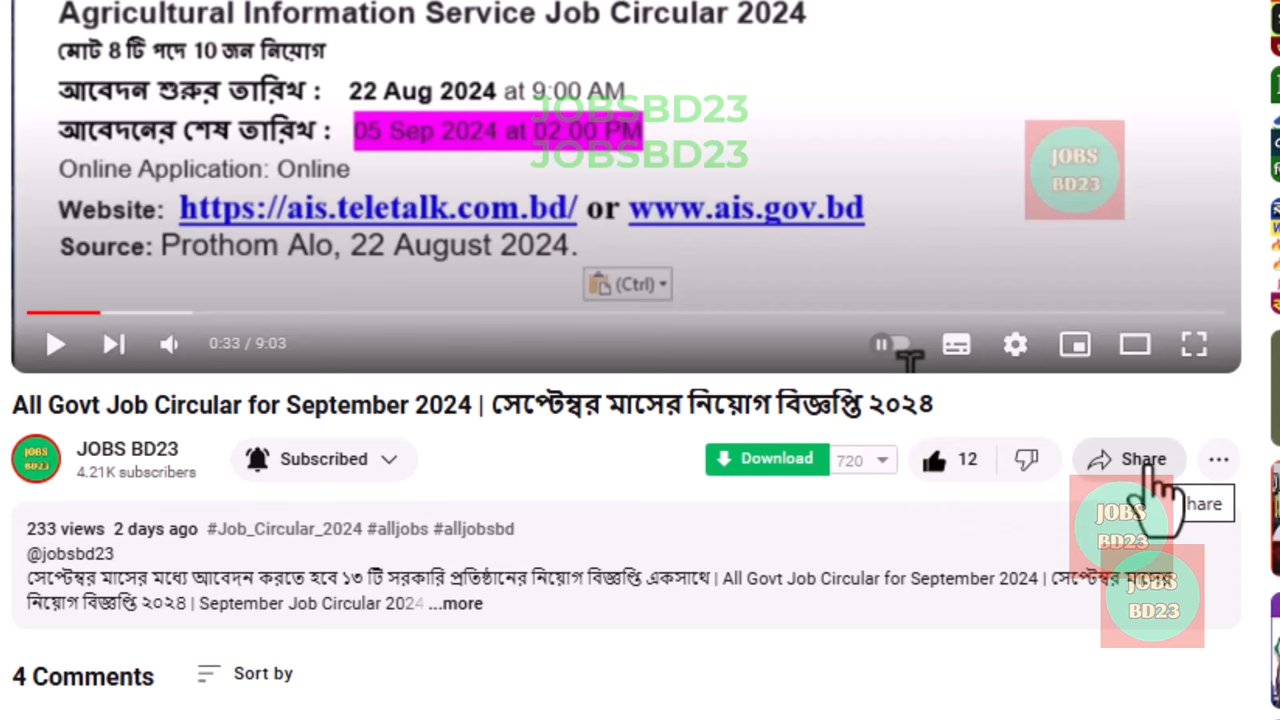 Agricultural Information Service Job Circular 2024
মোট 8 টি পদে 10 জন নিয়োগ
আবেদন শুরুর তারিখ : 22 Aug 2024 at 9:00 AM
JOBSBD23
আবেদনের শেষ তারিখ : 05 Sep 2024 at 02:00 PM
JOBSBD23
JOBS
BD23
Online Application: Online
Website: https://ais.teletalk.com.bd/ or www.ais.gov.bd
Source: Prothom Alo, 22 August 2024.
(Ctrl)
0:33 / 9:03
All Govt Job Circular for September 2024 | সেপ্টেম্বর মাসের নিয়োগ বিজ্ঞপ্তি ২০২৪
JOBS BD23
4.21K subscribers
Subscribed
Download
720
12
Share
hare
JOBS
BD23
233 views 2 days ago #Job_Circular_2024 #alljobs #alljobsbd
@jobsbd23
সেপ্টেম্বর মাসের মধ্যে আবেদন করতে হবে ১৩ টি সরকারি প্রতিষ্ঠানের নিয়োগ বিজ্ঞপ্তি একসাথে | All Govt Job Circular for September 2024 | সেপ্টেম্বর মাসের
নিয়োগ বিজ্ঞপ্তি ২০২৪ | September Job Circular 2024 ...more
JOBS
BD23
4 Comments
Sort by